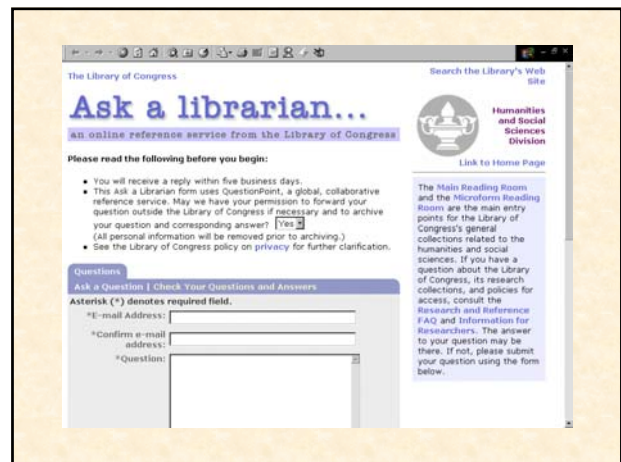 The Library of Congress
Ask a librarian...
an online reference service from the Library of Congress
Please read the following before you begin:
You will receive a reply within five business days.
This Ask a Librarian form uses QuestionPoint, a global, collaborative
reference service. May we have your permission to forward your
question outside the Library of Congress if necessary and to archive
your question and corresponding answer? Yes
(All personal information will be removed prior to archiving.)
See the Library of Congress policy on privacy for further clarification.
Questions
Ask a Question | Check Your Questions and Answers
Asterisk (*) denotes required field.
*E-mail Address:
*Confirm e-mail
address:
*Question:
Search the Library's Web
Site
Humanities
and Social
Sciences
Division
Link to Home Page
The Main Reading Room
and the Microform Reading
Room are the main entry
points for the Library of
Congress's general
collections related to the
humanities and social
sciences. If you have a
question about the Library
of Congress, its research
collections, and policies for
access, consult the
Research and Reference
FAQ and Information for
Researchers. The answer
to your question may be
there. If not, please submit
your question using the form
below.